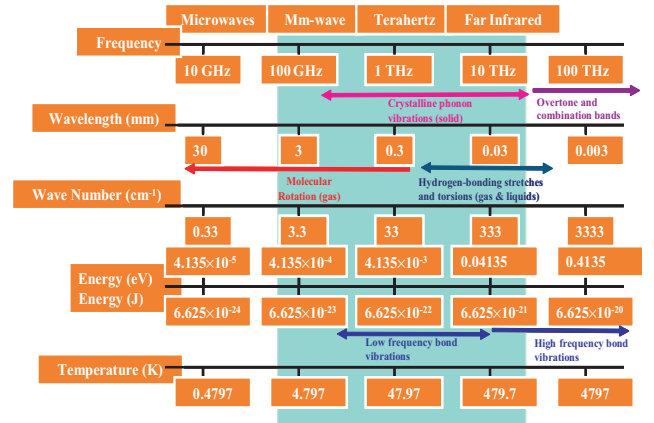 Microwaves Mm-wave Terahertz Far Infrared
Frequency
10 GHz 100 GHz 1 THz 10 THz 100 THz
Crystalline phonon
vibrations (solid)
Overtone and
combination bands
Wavelength (mm)
30 3 0.3 0.03 0.003
Molecular
Rotation (gas)
Hydrogen-bonding stretches
and torsions (gas & liquids)
Wave Number (cm⁻¹)
0.33 3.3 33 333 3333
4.135×10⁻⁵ 4.135×10⁻⁴ 4.135×10⁻³ 0.04135 0.4135
Energy (eV)
Energy (J)
6.625×10⁻²⁴ 6.625×10⁻²³ 6.625×10⁻²² 6.625×10⁻²¹ 6.625×10⁻²⁰
Low frequency bond
vibrations
High frequency bond
vibrations
Temperature (K)
0.4797 4.797 47.97 479.7 4797